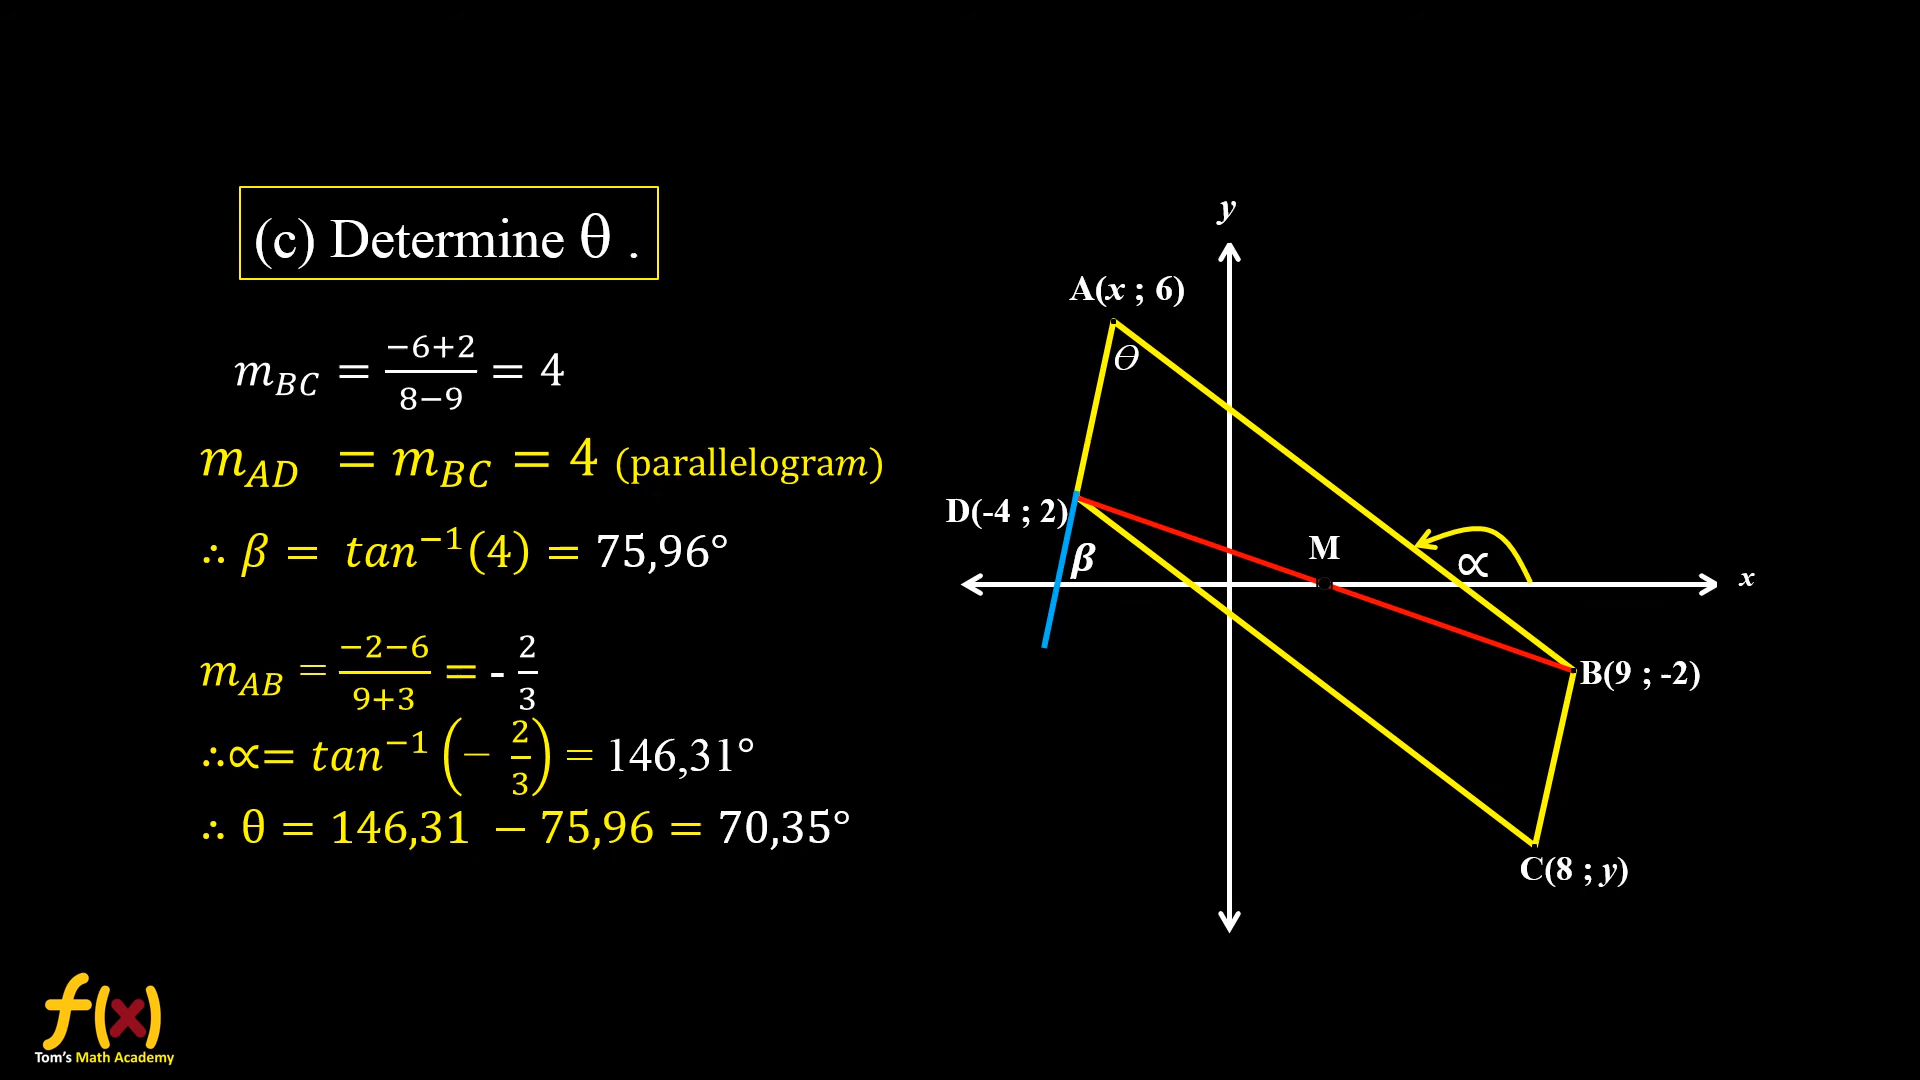 (c) Determine θ .
m_BC = (−6+2)/(8−9) = 4
m_AD = m_BC = 4 (parallelogram)
∴ β = tan⁻¹(4) = 75,96°
m_AB = (−2−6)/(9+3) = - 2/3
∴∝= tan⁻¹(− 2/3) = 146,31°
∴ θ = 146,31 − 75,96 = 70,35°
y
A(x ; 6)
Θ
D(-4 ; 2)
β
M
∝
x
B(9 ; -2)
C(8 ; y)
f(x)
Tom's Math Academy